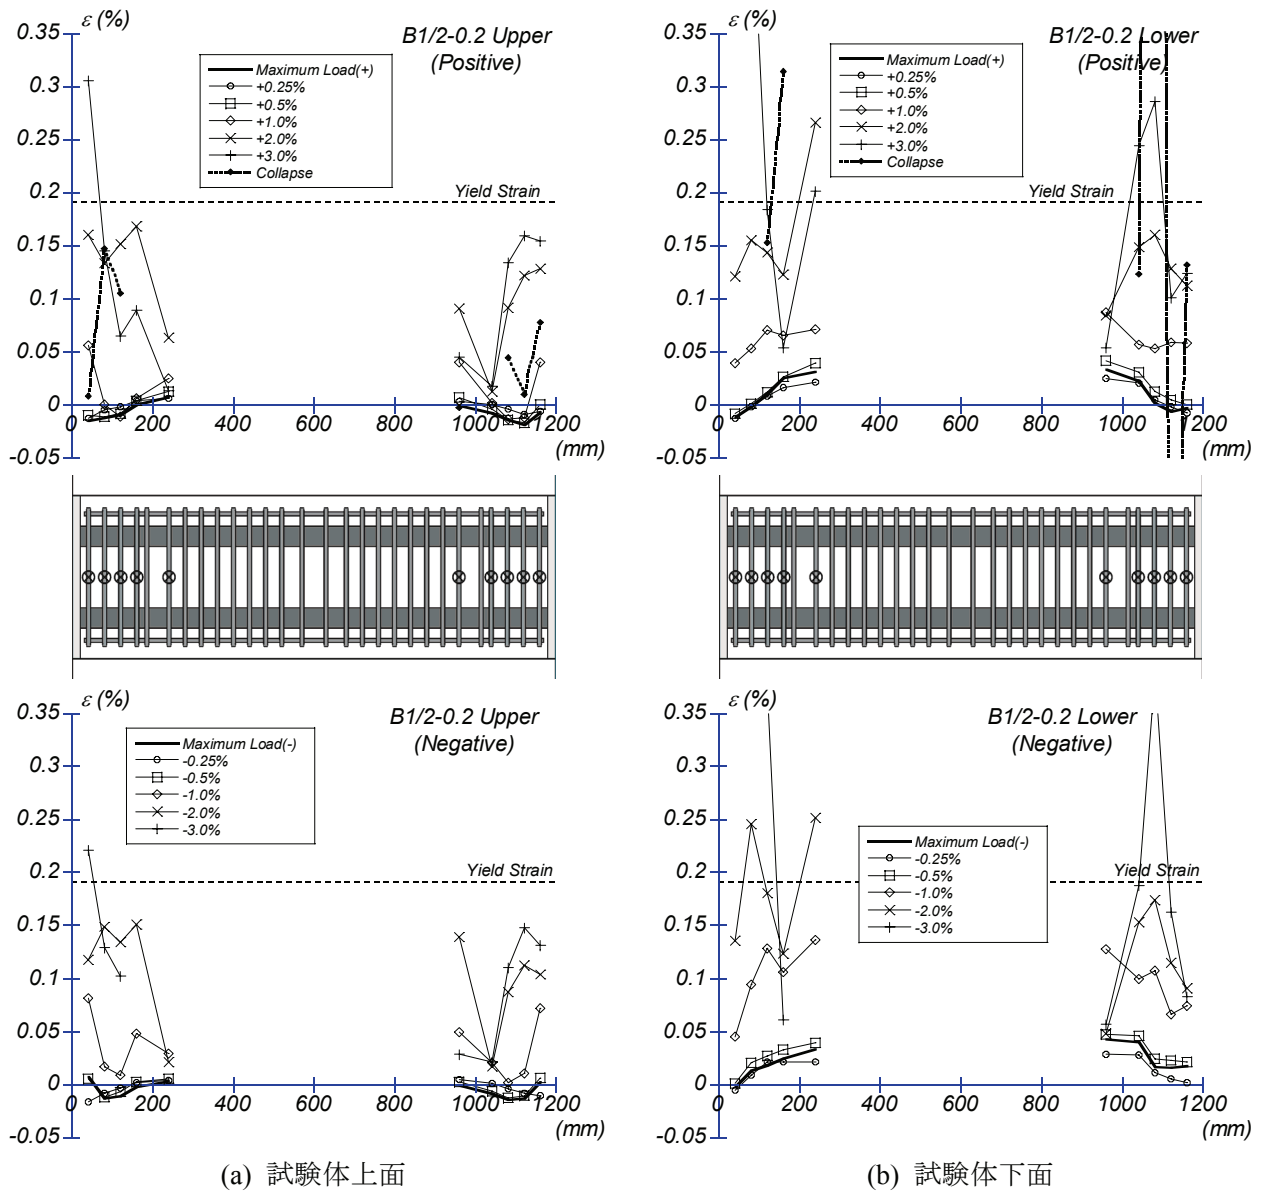 ε (%)
B1/2-0.2 Upper
(Positive)
0.35
0.3
0.25
0.2
0.15
0.1
0.05
0
-0.05
Maximum Load(+)
+0.25%
+0.5%
+1.0%
+2.0%
+3.0%
Collapse
Yield Strain
0 200 400 600 800 1000 1200
(mm)
ε (%)
B1/2-0.2 Lower
(Positive)
0.35
0.3
0.25
0.2
0.15
0.1
0.05
0
-0.05
Maximum Load(+)
+0.25%
+0.5%
+1.0%
+2.0%
+3.0%
Collapse
Yield Strain
0 200 400 600 800 1000 1200
(mm)
ε (%)
B1/2-0.2 Upper
(Negative)
0.35
0.3
0.25
0.2
0.15
0.1
0.05
0
-0.05
Maximum Load(-)
-0.25%
-0.5%
-1.0%
-2.0%
-3.0%
Yield Strain
0 200 400 600 800 1000 1200
(mm)
ε (%)
B1/2-0.2 Lower
(Negative)
0.35
0.3
0.25
0.2
0.15
0.1
0.05
0
-0.05
Maximum Load(-)
-0.25%
-0.5%
-1.0%
-2.0%
-3.0%
Yield Strain
0 200 400 600 800 1000 1200
(mm)
(a) 試験体上面
(b) 試験体下面